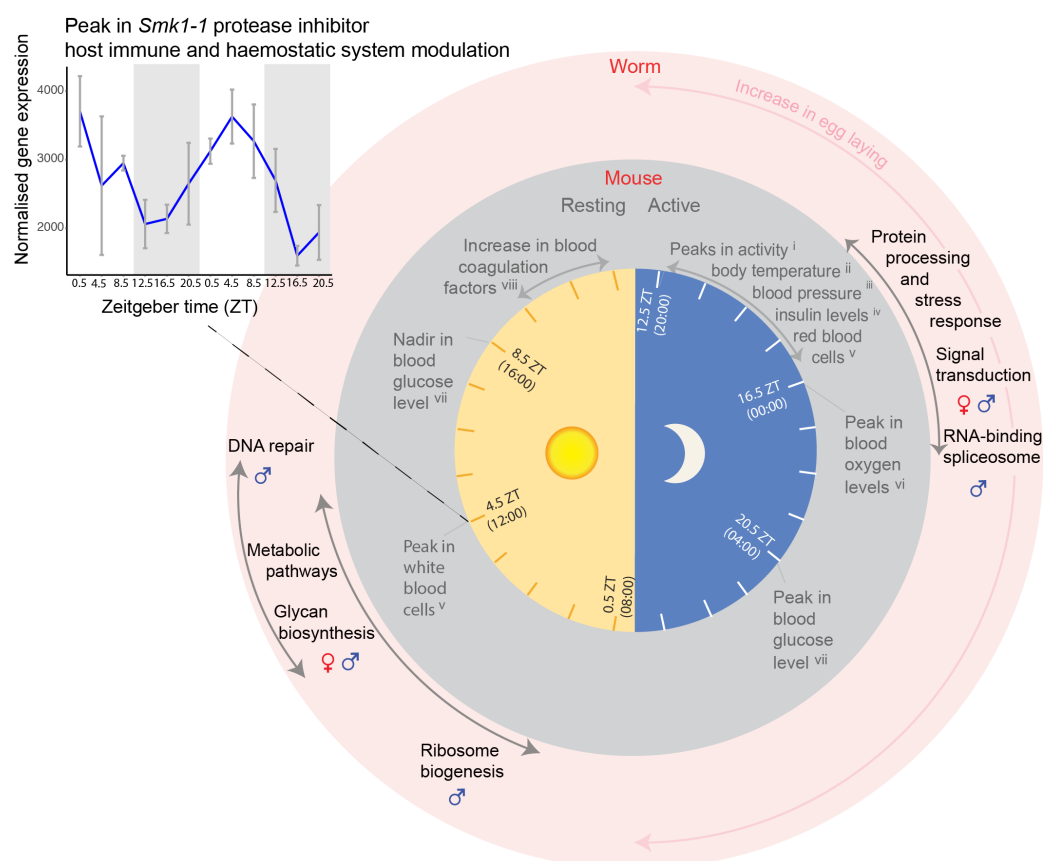 Peak in Smk1-1 protease inhibitor
host immune and haemostatic system modulation
Normalised gene expression
4000
3000
2000
0.5 4.5 8.5 12.5 16.5 20.5 0.5 4.5 8.5 12.5 16.5 20.5
Zeitgeber time (ZT)
Worm
Increase in egg laying
Mouse
Resting Active
Increase in blood
coagulation
factors viii
Peaks in activity i
body temperature ii
blood pressure iii
insulin levels iv
red blood
cells v
Protein
processing
and
stress
response
Signal
transduction
♀ ♂
RNA-binding
spliceosome
♂
Nadir in
blood
glucose
level vii
8.5 ZT
(16:00)
12.5 ZT
(20:00)
16.5 ZT
(00:00)
Peak in
blood
oxygen
levels vi
DNA repair
♂
4.5 ZT
(12:00)
20.5 ZT
(04:00)
Peak in
white
blood
cells v
0.5 ZT
(08:00)
Peak in
blood
glucose
level vii
Metabolic
pathways
Glycan
biosynthesis
♀ ♂
Ribosome
biogenesis
♂